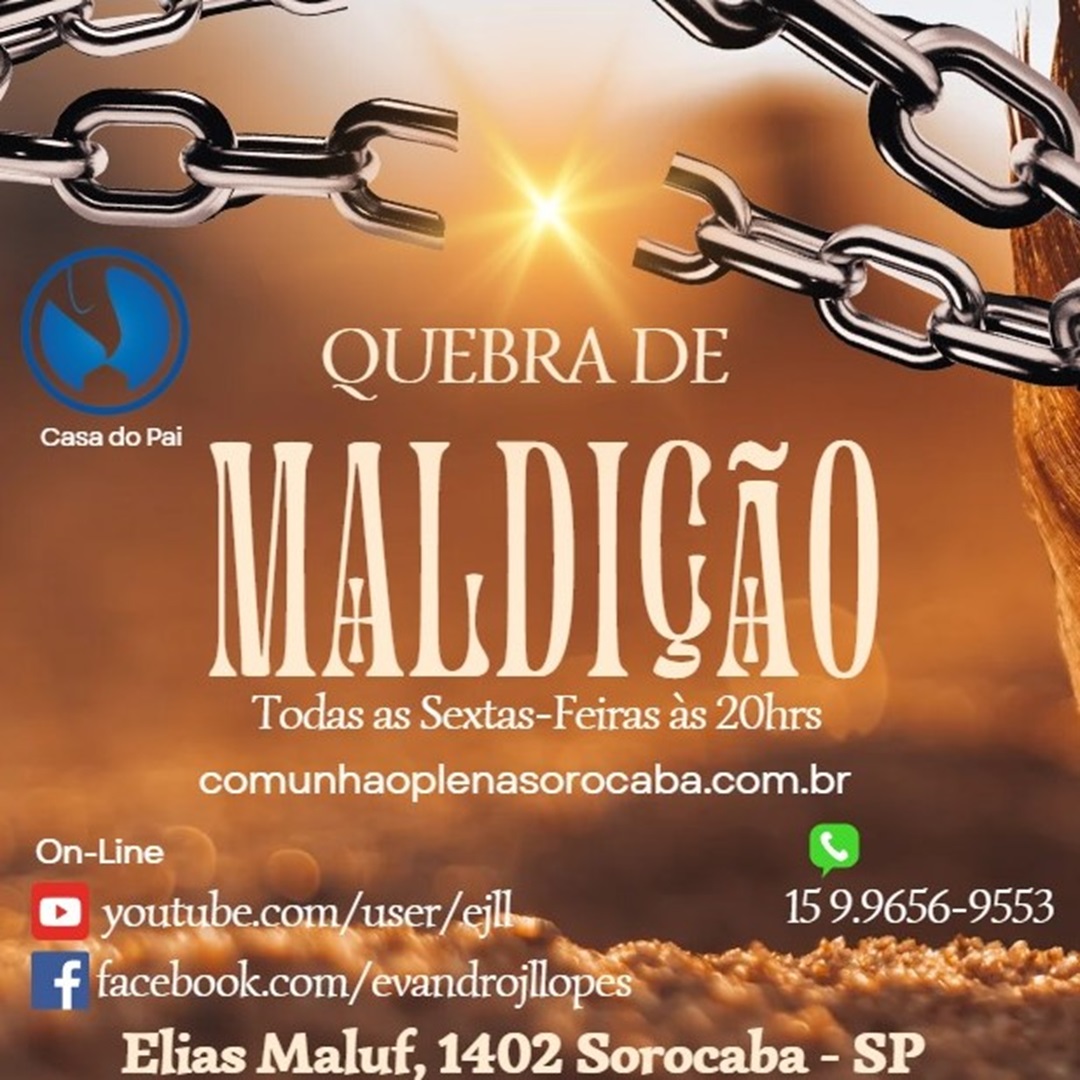 QUEBRA DE
Casa do Pai
MALDIÇÃO
Todas as Sextas-Feiras às 20hrs
comunhaoplenasorocaba.com.br
On-Line
youtube.com/user/ejll
15 9.9656-9553
facebook.com/evandrojllopes
Elias Maluf, 1402 Sorocaba - SP